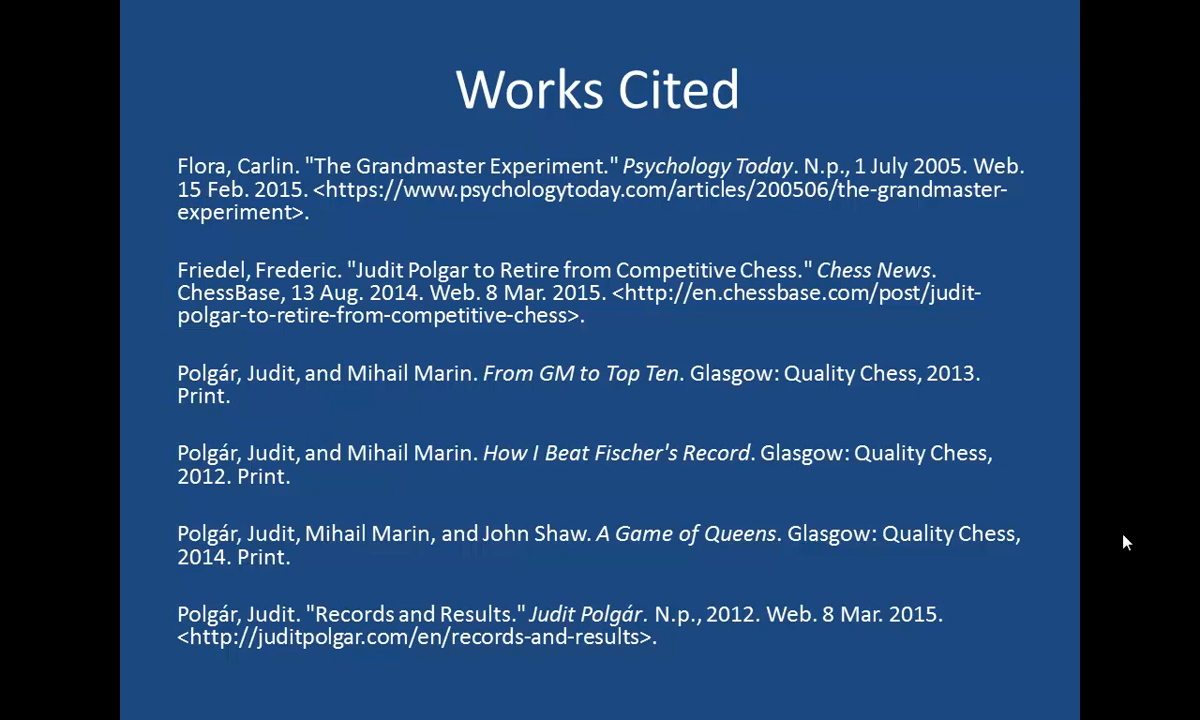 Works Cited
Flora, Carlin. "The Grandmaster Experiment." Psychology Today. N.p., 1 July 2005. Web.
15 Feb. 2015. <https://www.psychologytoday.com/articles/200506/the-grandmaster-
experiment>.
Friedel, Frederic. "Judit Polgar to Retire from Competitive Chess." Chess News.
ChessBase, 13 Aug. 2014. Web. 8 Mar. 2015. <http://en.chessbase.com/post/judit-
polgar-to-retire-from-competitive-chess>.
Polgár, Judit, and Mihail Marin. From GM to Top Ten. Glasgow: Quality Chess, 2013.
Print.
Polgár, Judit, and Mihail Marin. How I Beat Fischer's Record. Glasgow: Quality Chess,
2012. Print.
Polgár, Judit, Mihail Marin, and John Shaw. A Game of Queens. Glasgow: Quality Chess,
2014. Print.
Polgár, Judit. "Records and Results." Judit Polgár. N.p., 2012. Web. 8 Mar. 2015.
<http://juditpolgar.com/en/records-and-results>.